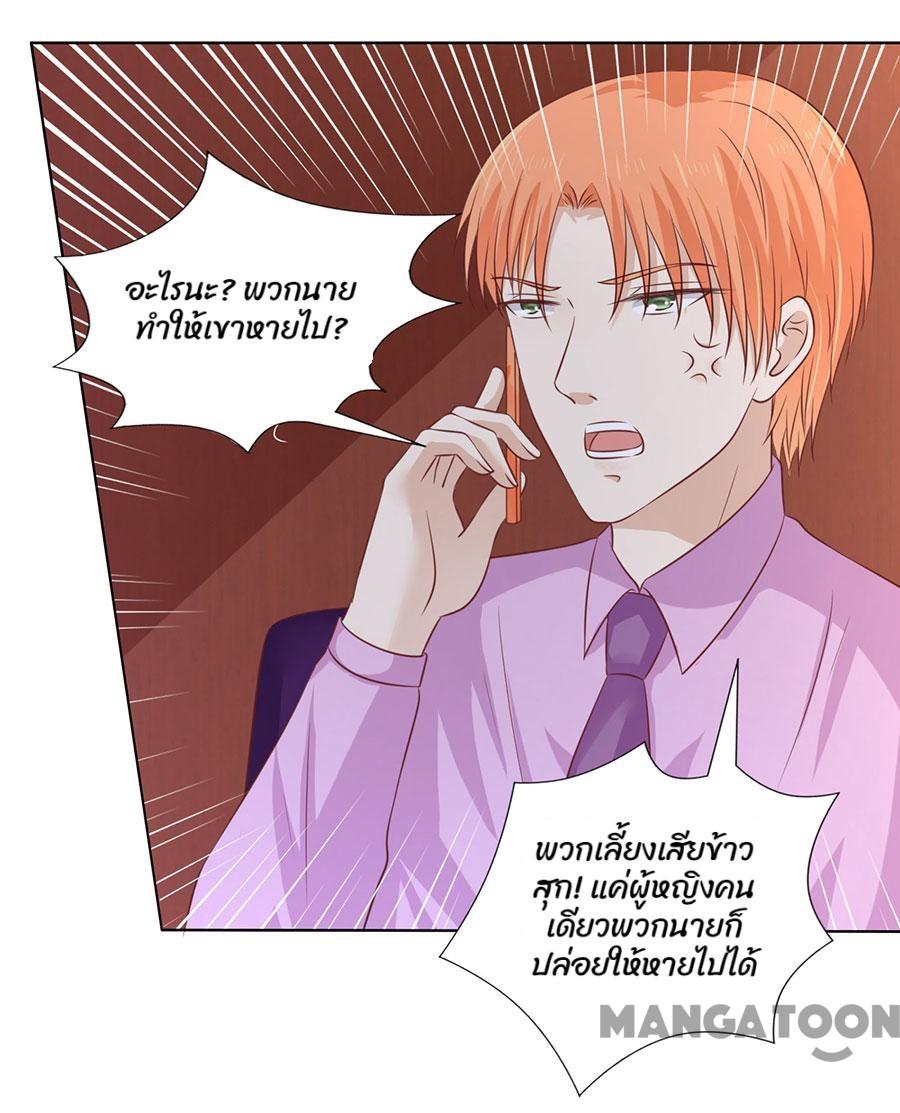 อะไรนะ? พวกนาย
ทำให้เขาหายไป?
พวกเลี้ยงเสียข้าว
สุก! แค่ผู้หญิงคน
เดียวพวกนายก็
ปล่อยให้หายไปได้
MANGATOON